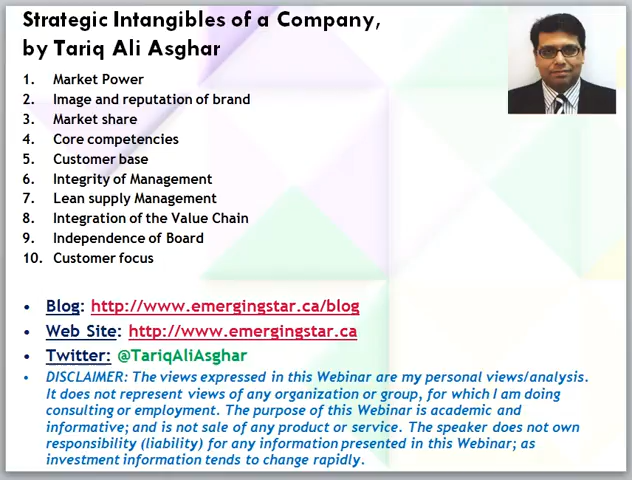 Strategic Intangibles of a Company,
by Tariq Ali Asghar
1. Market Power
2. Image and reputation of brand
3. Market share
4. Core competencies
5. Customer base
6. Integrity of Management
7. Lean supply Management
8. Integration of the Value Chain
9. Independence of Board
10. Customer focus
• Blog: http://www.emergingstar.ca/blog
• Web Site: http://www.emergingstar.ca
• Twitter: @TariqAliAsghar
• DISCLAIMER: The views expressed in this Webinar are my personal views/analysis.
It does not represent views of any organization or group, for which I am doing
consulting or employment. The purpose of this Webinar is academic and
informative; and is not sale of any product or service. The speaker does not own
responsibility (liability) for any information presented in this Webinar; as
investment information tends to change rapidly.